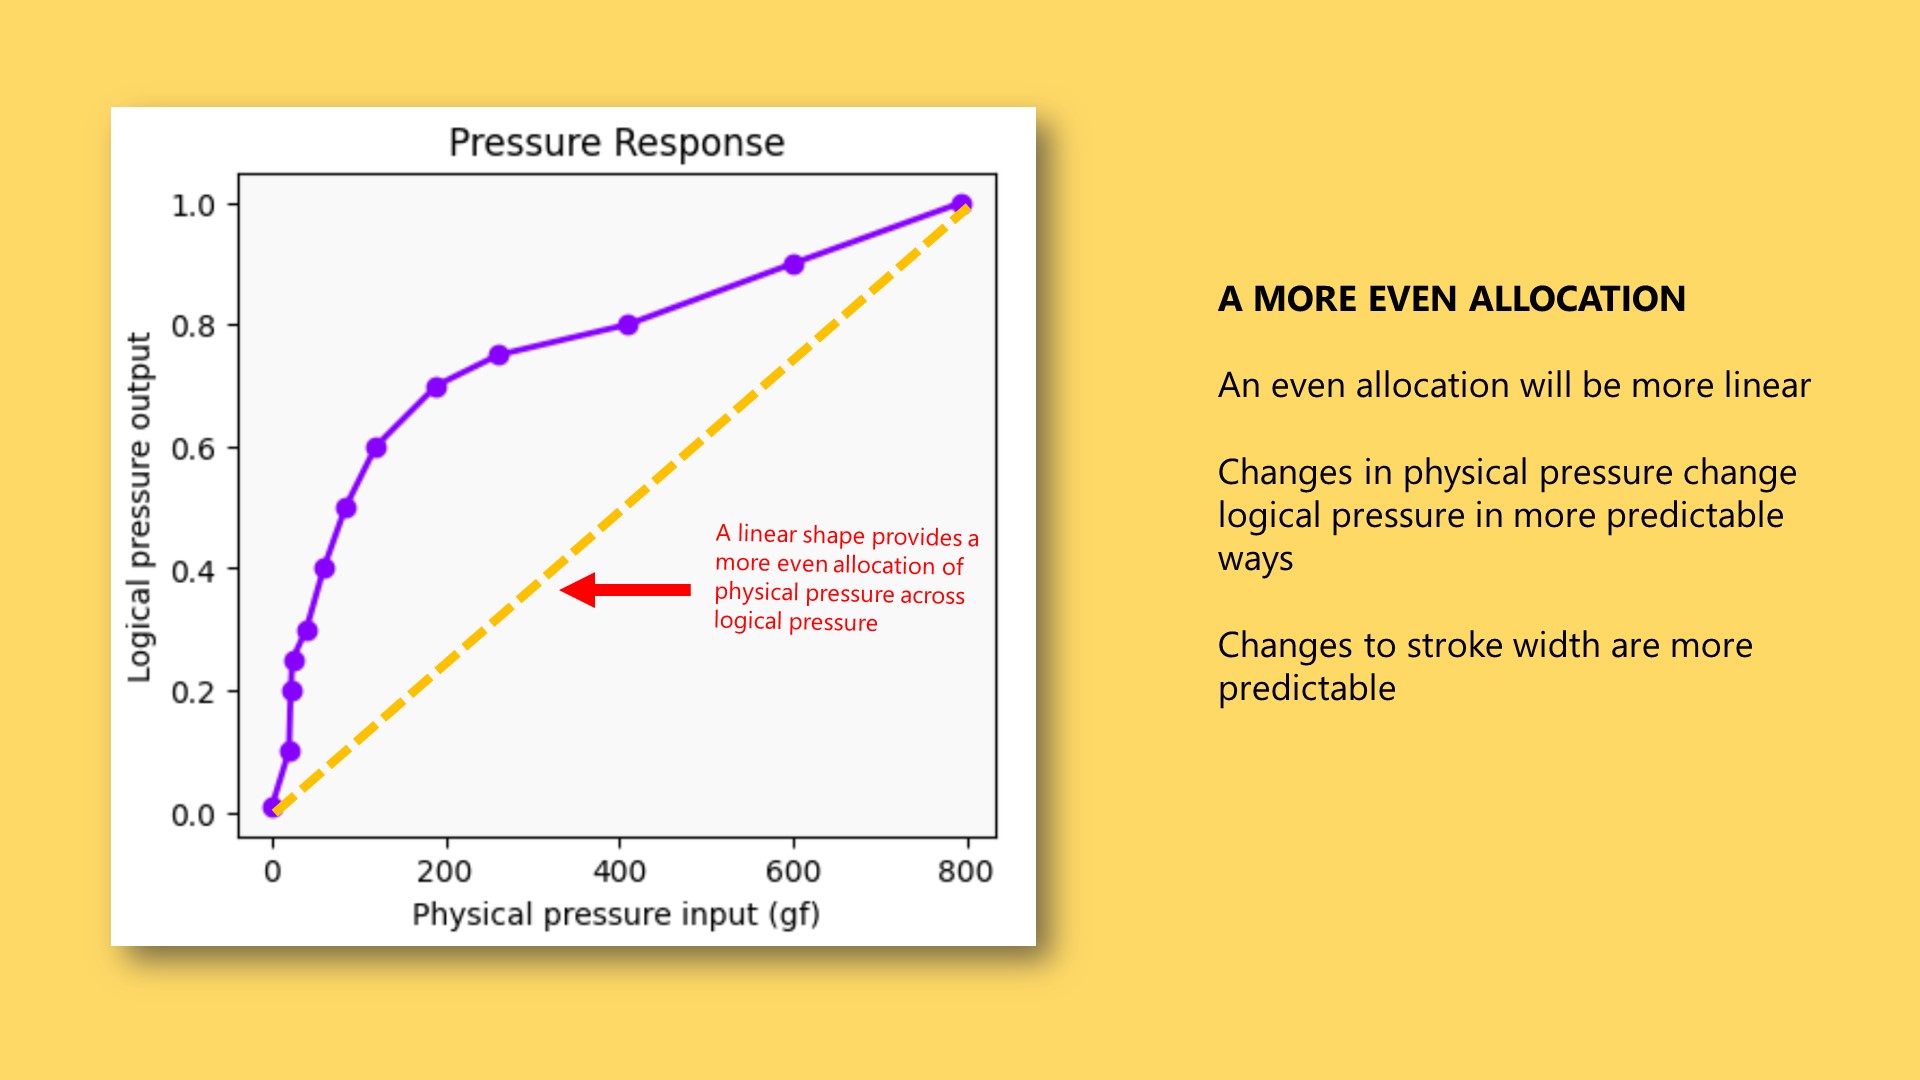 Pressure Response
1.0
0.8
0.6
0.4
0.2
0.0
Logical pressure output
0
200
400
600
800
Physical pressure input (gf)
A linear shape provides a
more even allocation of
physical pressure across
logical pressure
A MORE EVEN ALLOCATION
An even allocation will be more linear
Changes in physical pressure change
logical pressure in more predictable
ways
Changes to stroke width are more
predictable